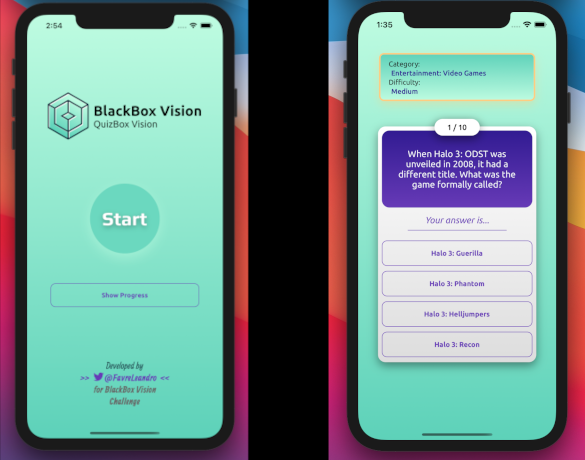 2:54
BlackBox Vision
QuizBox Vision
Start
Show Progress
Developed by
>> @FavreLeandro <<
for BlackBox Vision
Challenge
1:35
Category:
Entertainment: Video Games
Difficulty:
Medium
1 / 10
When Halo 3: ODST was
unveiled in 2008, it had a
different title. What was the
game formally called?
Your answer is...
Halo 3: Guerilla
Halo 3: Phantom
Halo 3: Helljumpers
Halo 3: Recon